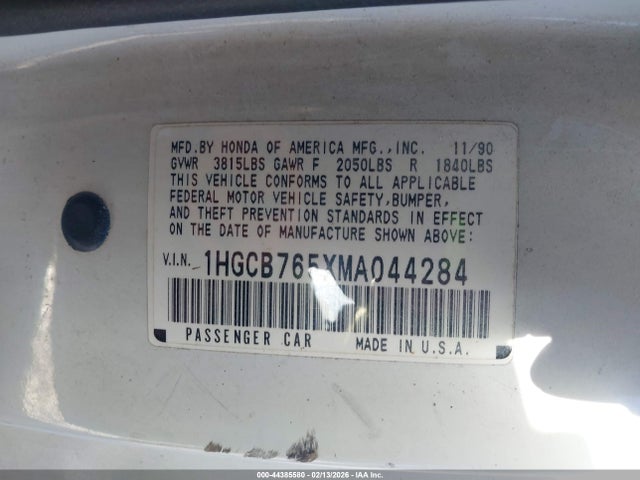 MFD.BY HONDA OF AMERICA MFG.,INC. 11/90
GVWR 3815LBS GAWR F 2050LBS R 1840LBS
THIS VEHICLE CONFORMS TO ALL APPLICABLE
FEDERAL MOTOR VEHICLE SAFETY,BUMPER,
AND THEFT PREVENTION STANDARDS IN EFFECT
ON THE DATE OF MANUFACTURE SHOWN ABOVE:
V.I.N. 1HGCB765XMA044284
PASSENGER CAR MADE IN U.S.A.
000-44385580 - 02/13/2026 - IAA Inc.